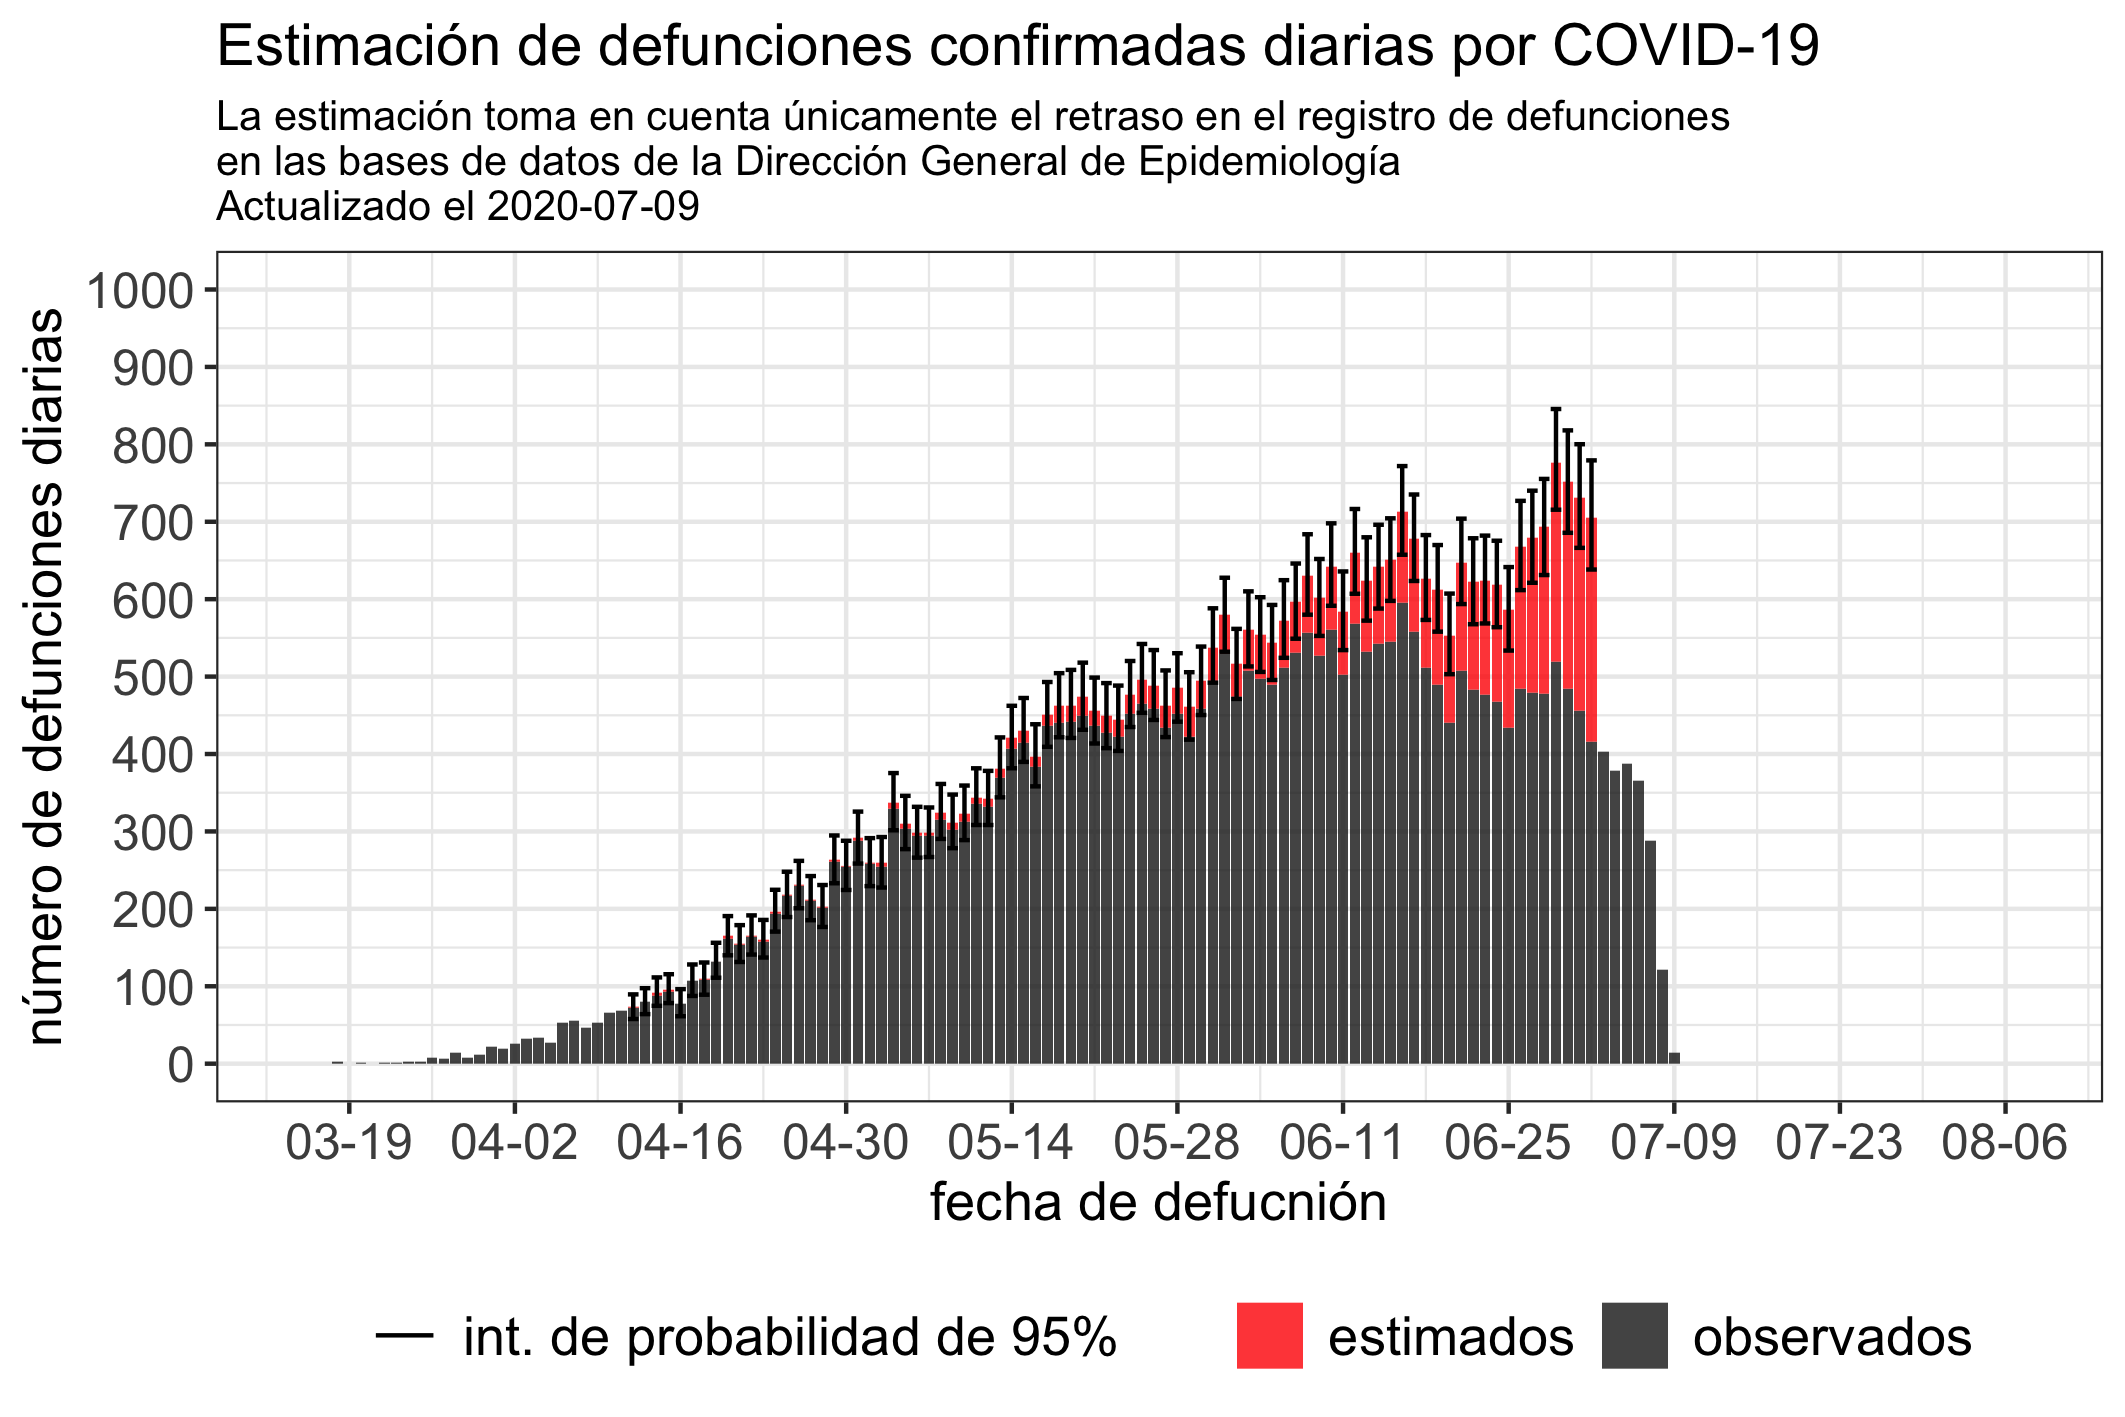 Estimación de defunciones confirmadas diarias por COVID-19
La estimación toma en cuenta únicamente el retraso en el registro de defunciones
en las bases de datos de la Dirección General de Epidemiología
Actualizado el 2020-07-09
número de defunciones diarias
1000
900
800
700
600
500
400
300
200
100
0
03-19 04-02 04-16 04-30 05-14 05-28 06-11 06-25 07-09 07-23 08-06
fecha de defucnión
int. de probabilidad de 95% estimados observados